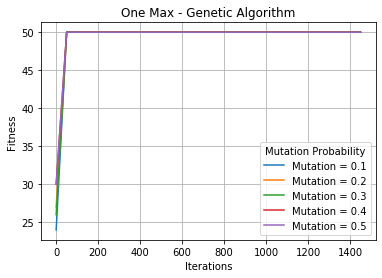 One Max - Genetic Algorithm
Fitness
50
45
40
35
30
25
Mutation Probability
Mutation = 0.1
Mutation = 0.2
Mutation = 0.3
Mutation = 0.4
Mutation = 0.5
0 200 400 600 800 1000 1200 1400
Iterations